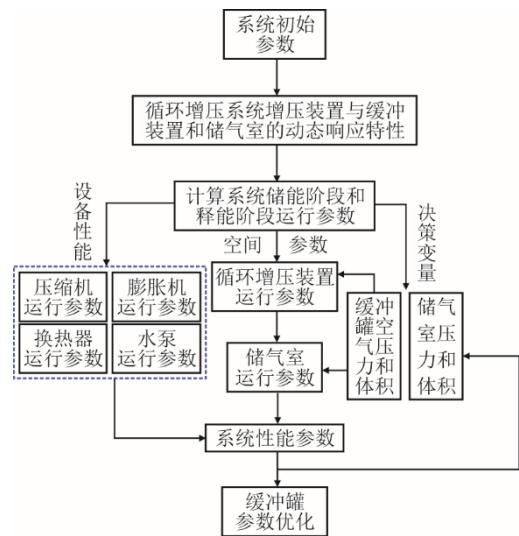 系统初始
参数
循环增压系统增压装置与缓冲
装置和储气室的动态响应特性
计算系统储能阶段和
释能阶段运行参数
设备性能
空间 参数
决策变量
压缩机
运行参数
膨胀机
运行参数
换热器
运行参数
水泵
运行参数
循环增压装置
运行参数
储气室
运行参数
缓冲
罐空
气压
力和
体积
储气
室压
力和
体积
系统性能参数
缓冲罐
参数优化